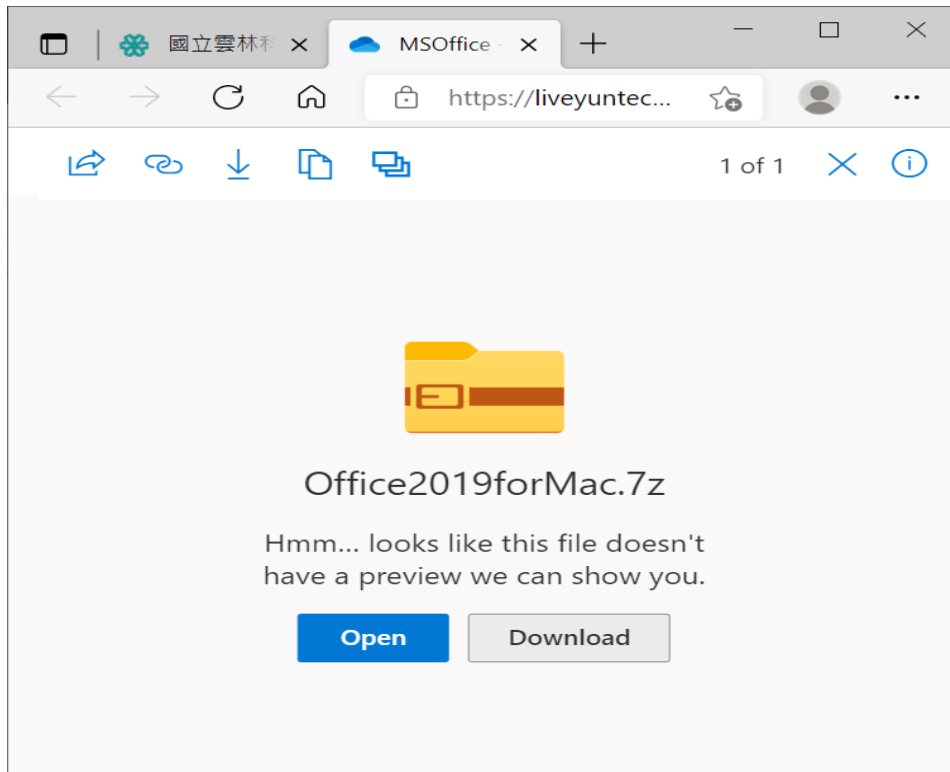 國立雲林
MSOffice -
https://liveyuntec...
1 of 1
Office2019forMac.7z
Hmm... looks like this file doesn't
have a preview we can show you.
Open
Download